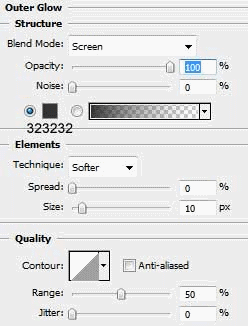 Outer Glow
Structure
Blend Mode: Screen
Opacity: 100 %
Noise: 0 %
323232
Elements
Technique: Softer
Spread: 0 %
Size: 10 px
Quality
Contour: Anti-aliased
Range: 50 %
Jitter: 0 %